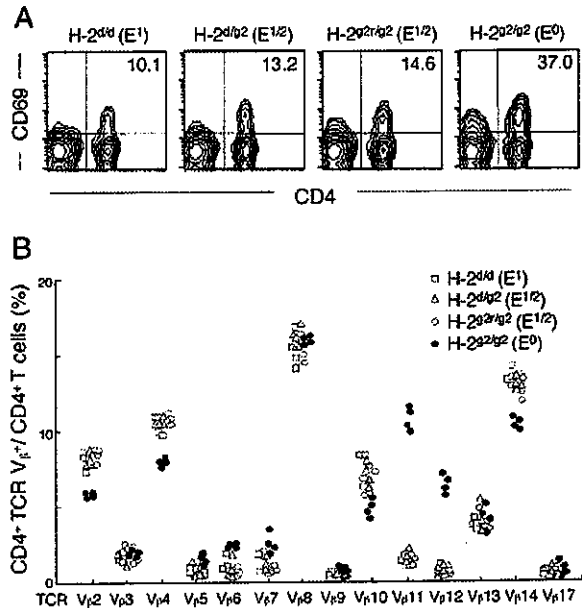 A
H-2d/d (E1) H-2d/g2 (E1/2) H-2g2r/g2 (E1/2) H-2g2/g2 (E0)
10.1 13.2 14.6 37.0
CD69
CD4
B
CD4+ TCR Vβ+/ CD4+ T cells (%)
20
10
0
H-2d/d (E1)
H-2d/g2 (E1/2)
H-2g2r/g2 (E1/2)
H-2g2/g2 (E0)
TCR Vβ2 Vβ3 Vβ4 Vβ5 Vβ6 Vβ7 Vβ8 Vβ9 Vβ10 Vβ11 Vβ12 Vβ13 Vβ14 Vβ17